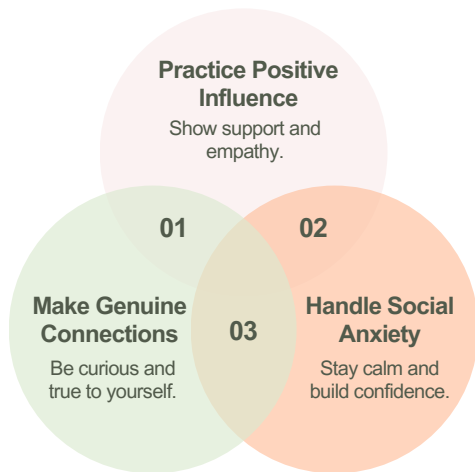 Practice Positive
Influence
Show support and
empathy.
01
02
Make Genuine
Connections
Be curious and
true to yourself.
03
Handle Social
Anxiety
Stay calm and
build confidence.